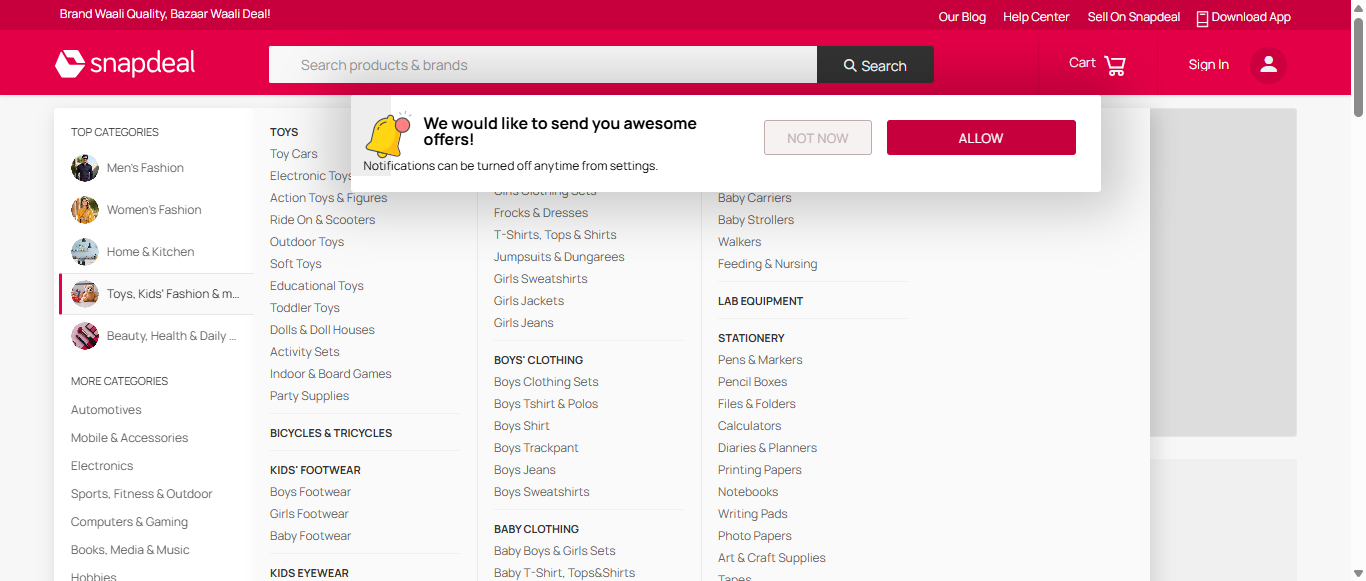 Brand Waali Quality, Bazaar Waali Deal!
Our Blog
Help Center
Sell On Snapdeal
Download App
snapdeal
Search products & brands
Search
Cart
Sign In
We would like to send you awesome
offers!
Notifications can be turned off anytime from settings.
NOT NOW
ALLOW
TOP CATEGORIES
Men's Fashion
Women's Fashion
Home & Kitchen
Toys, Kids' Fashion & m...
Beauty, Health & Daily ...
MORE CATEGORIES
Automotives
Mobile & Accessories
Electronics
Sports, Fitness & Outdoor
Computers & Gaming
Books, Media & Music
Hobbies
TOYS
Toy Cars
Electronic Toys
Action Toys & Figures
Ride On & Scooters
Outdoor Toys
Soft Toys
Educational Toys
Toddler Toys
Dolls & Doll Houses
Activity Sets
Indoor & Board Games
Party Supplies
BICYCLES & TRICYCLES
KIDS' FOOTWEAR
Boys Footwear
Girls Footwear
Baby Footwear
KIDS EYEWEAR
Girls Clothing Sets
Frocks & Dresses
T-Shirts, Tops & Shirts
Jumpsuits & Dungarees
Girls Sweatshirts
Girls Jackets
Girls Jeans
BOYS' CLOTHING
Boys Clothing Sets
Boys Tshirt & Polos
Boys Shirt
Boys Trackpant
Boys Jeans
Boys Sweatshirts
BABY CLOTHING
Baby Boys & Girls Sets
Baby T-Shirt, Tops&Shirts
Baby Carriers
Baby Strollers
Walkers
Feeding & Nursing
LAB EQUIPMENT
STATIONERY
Pens & Markers
Pencil Boxes
Files & Folders
Calculators
Diaries & Planners
Printing Papers
Notebooks
Writing Pads
Photo Papers
Art & Craft Supplies
Tapes